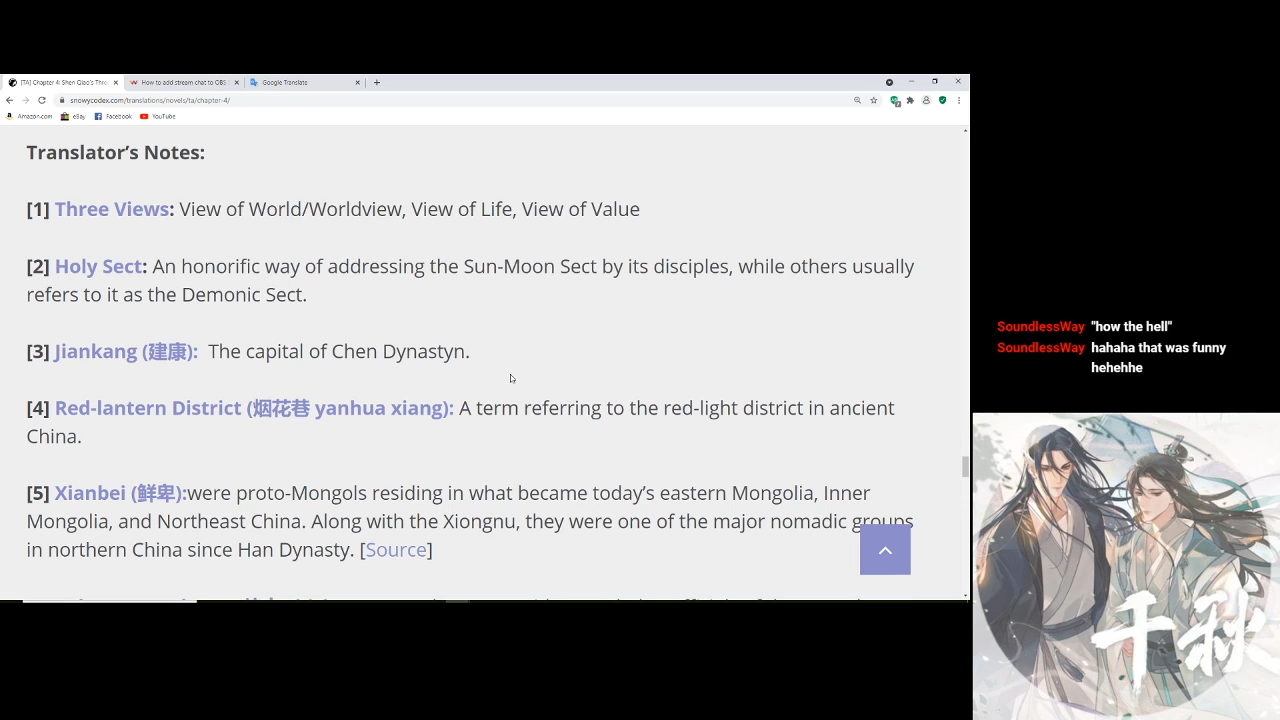 [TA] Chapter 4: Shen Qiao's Thre
How to add stream chat to OBS
Google Translate
snowycodex.com/translations/novels/ta/chapter-4/
Amazon.com eBay Facebook YouTube
Translator's Notes:
[1] Three Views: View of World/Worldview, View of Life, View of Value
[2] Holy Sect: An honorific way of addressing the Sun-Moon Sect by its disciples, while others usually
refers to it as the Demonic Sect.
[3] Jiankang (建康): The capital of Chen Dynastyn.
[4] Red-lantern District (烟花巷 yanhua xiang): A term referring to the red-light district in ancient
China.
[5] Xianbei (鲜卑):were proto-Mongols residing in what became today's eastern Mongolia, Inner
Mongolia, and Northeast China. Along with the Xiongnu, they were one of the major nomadic groups
in northern China since Han Dynasty. [Source]
SoundlessWay "how the hell"
SoundlessWay hahaha that was funny
hehehhe
千秋